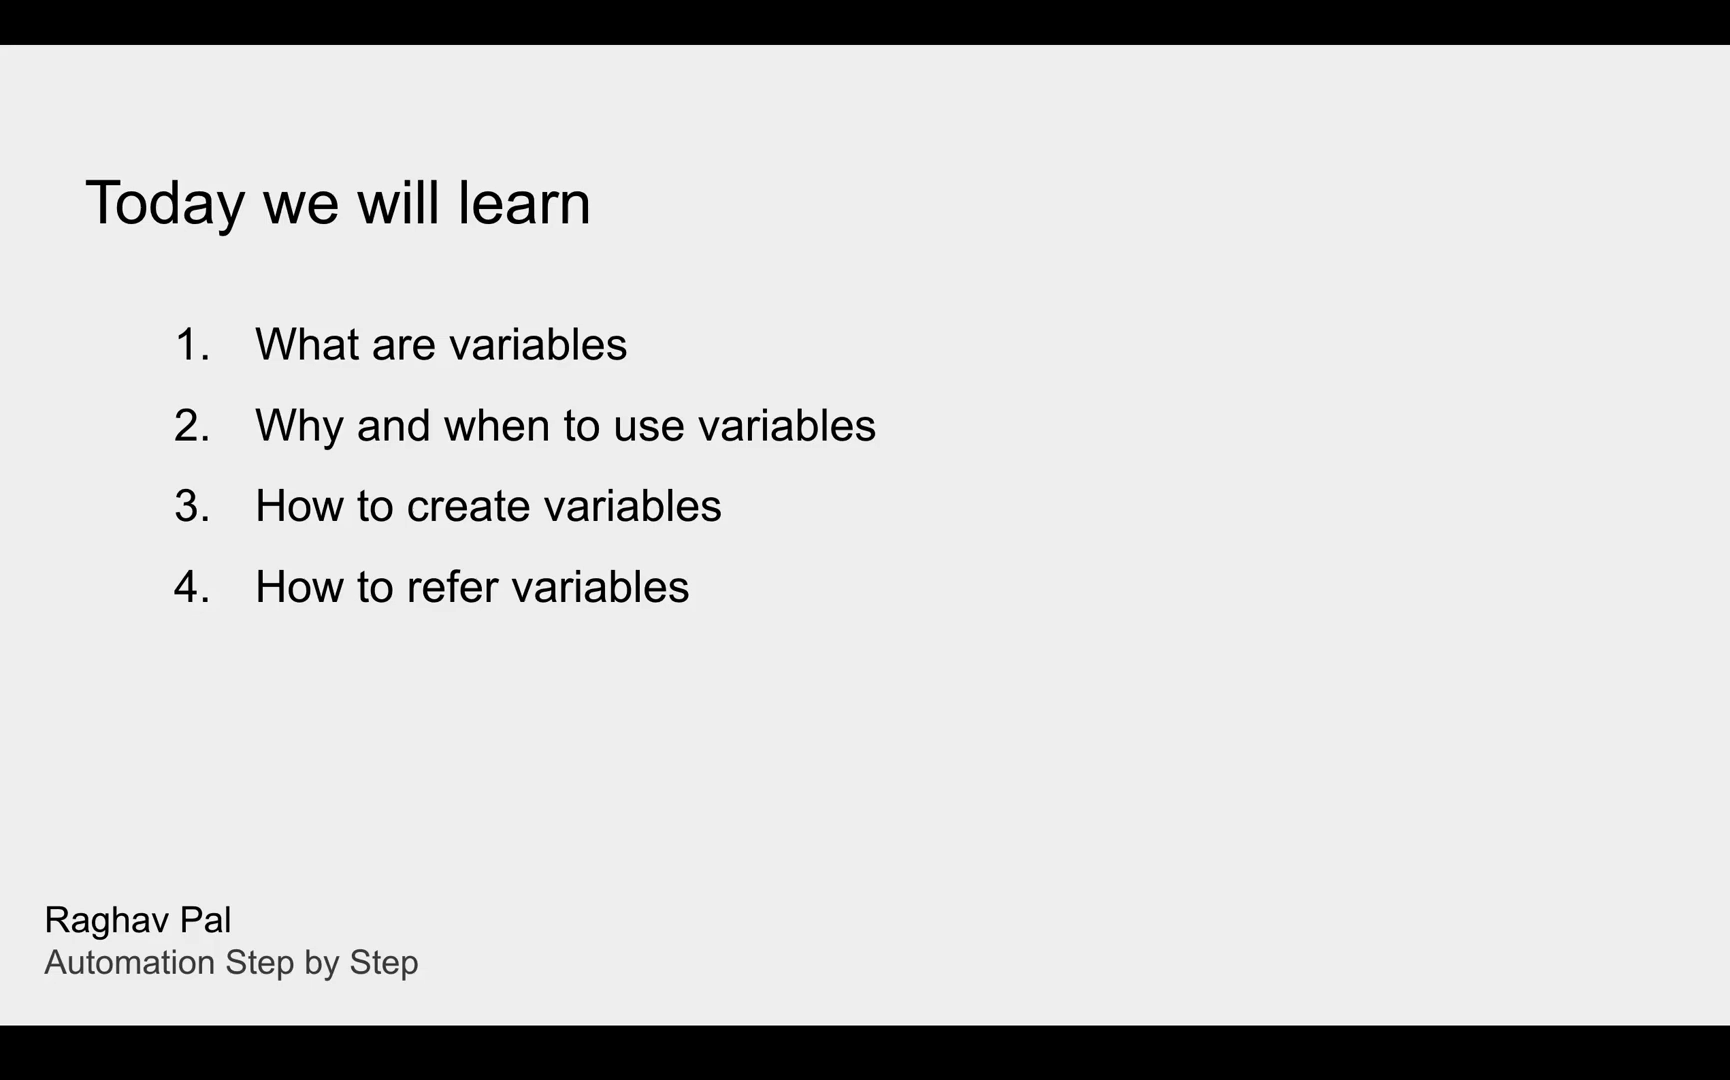 Today we will learn
1. What are variables
2. Why and when to use variables
3. How to create variables
4. How to refer variables
Raghav Pal
Automation Step by Step